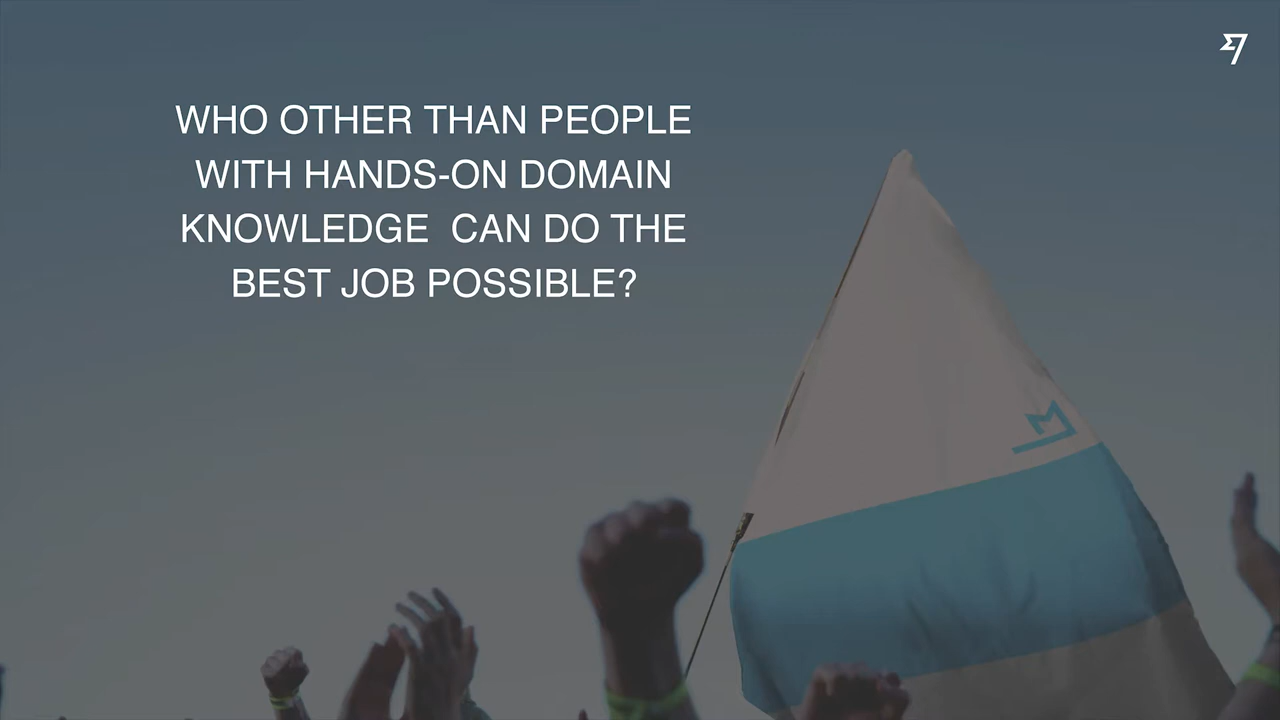 WHO OTHER THAN PEOPLE
WITH HANDS-ON DOMAIN
KNOWLEDGE  CAN DO THE
BEST JOB POSSIBLE?